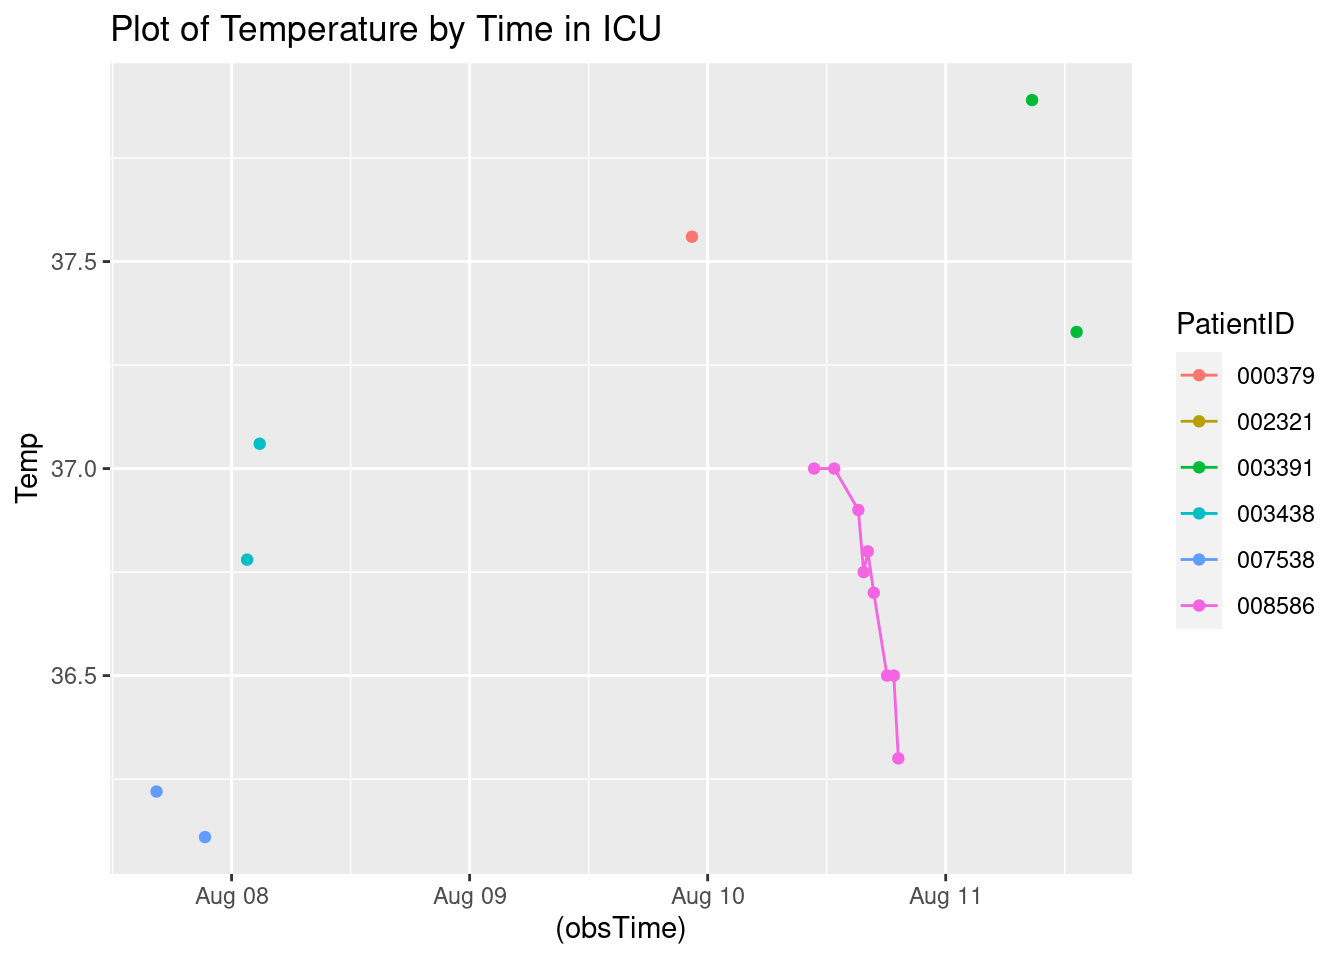 Plot of Temperature by Time in ICU
37.5
37.0
36.5
Temp
Aug 08
Aug 09
Aug 10
Aug 11
(obsTime)
PatientID
000379
002321
003391
003438
007538
008586